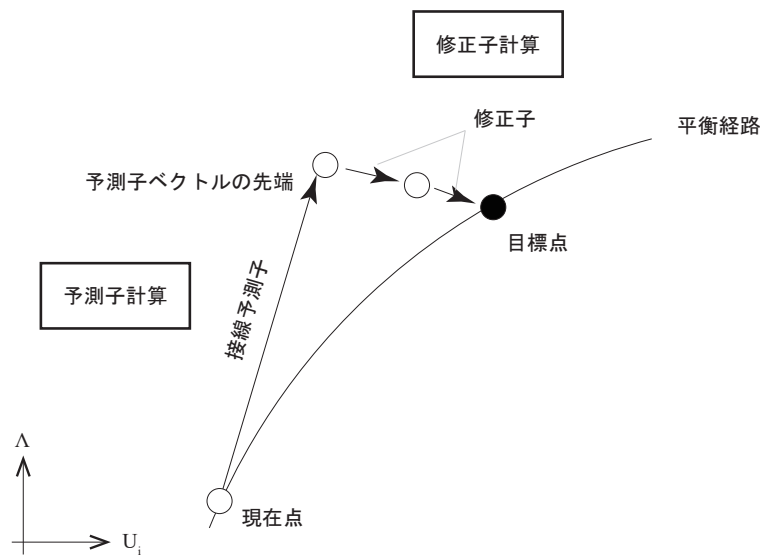 修正子計算
修正子
平衡経路
予測子ベクトルの先端
目標点
予測子計算
接線予測子
Λ
現在点
U_i